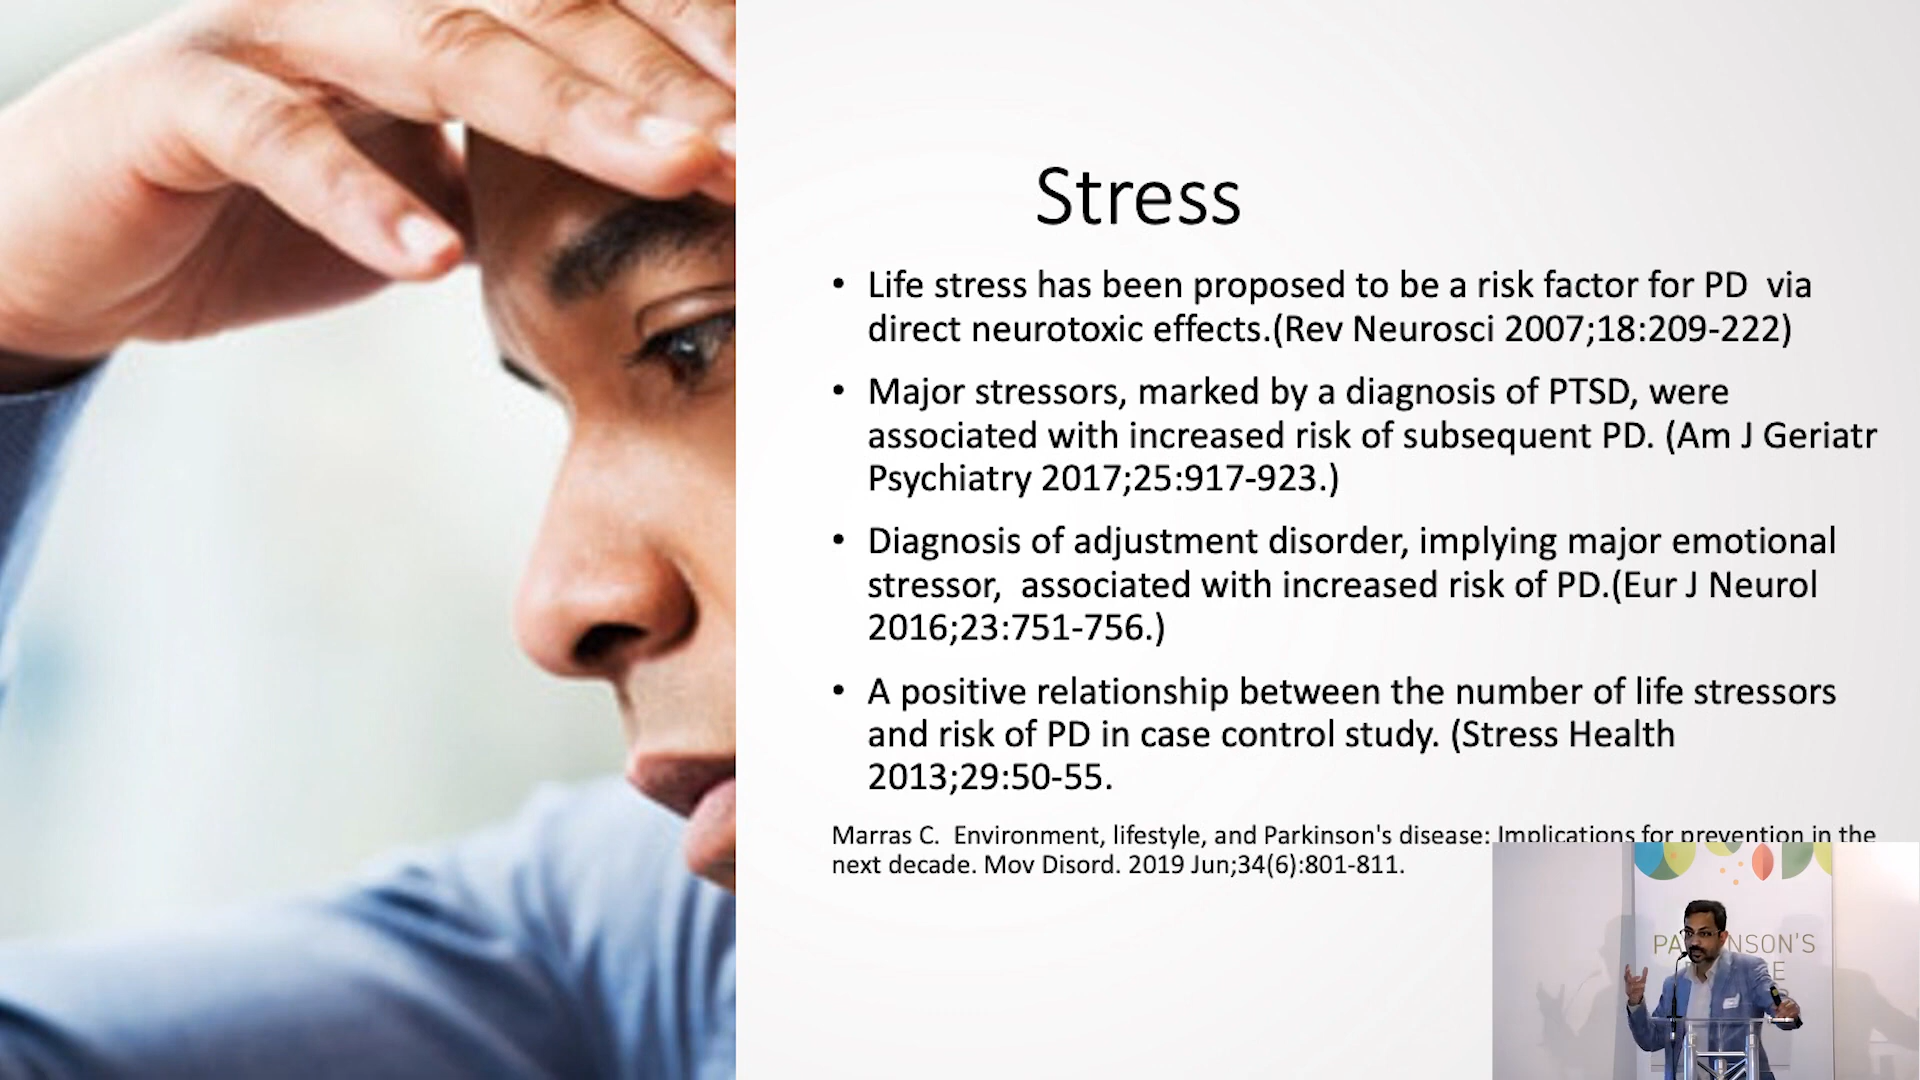 Stress
• Life stress has been proposed to be a risk factor for PD  via
direct neurotoxic effects.(Rev Neurosci 2007;18:209-222)
• Major stressors, marked by a diagnosis of PTSD, were
associated with increased risk of subsequent PD. (Am J Geriatr
Psychiatry 2017;25:917-923.)
• Diagnosis of adjustment disorder, implying major emotional
stressor,  associated with increased risk of PD.(Eur J Neurol
2016;23:751-756.)
• A positive relationship between the number of life stressors
and risk of PD in case control study. (Stress Health
2013;29:50-55.
Marras C.  Environment, lifestyle, and Parkinson's disease: Implications for prevention in the
next decade. Mov Disord. 2019 Jun;34(6):801-811.